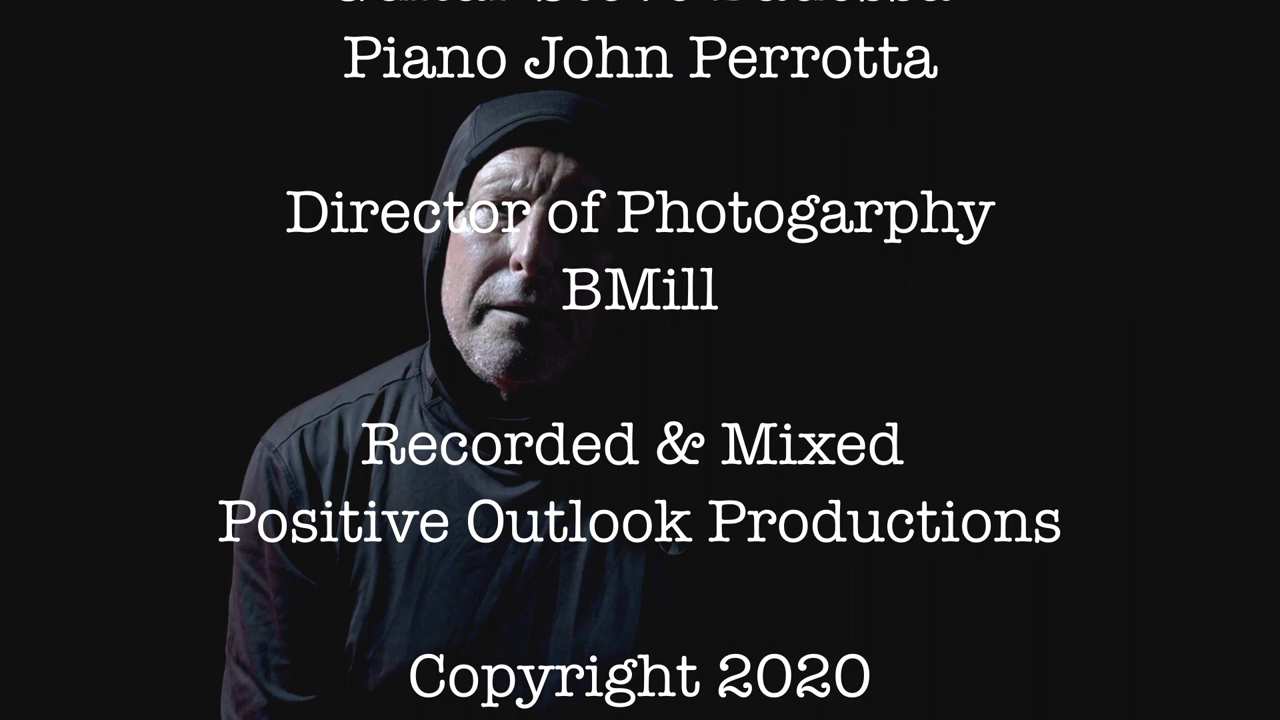 Piano John Perrotta
Director of Photogarphy
BMill
Recorded & Mixed
Positive Outlook Productions
Copyright 2020